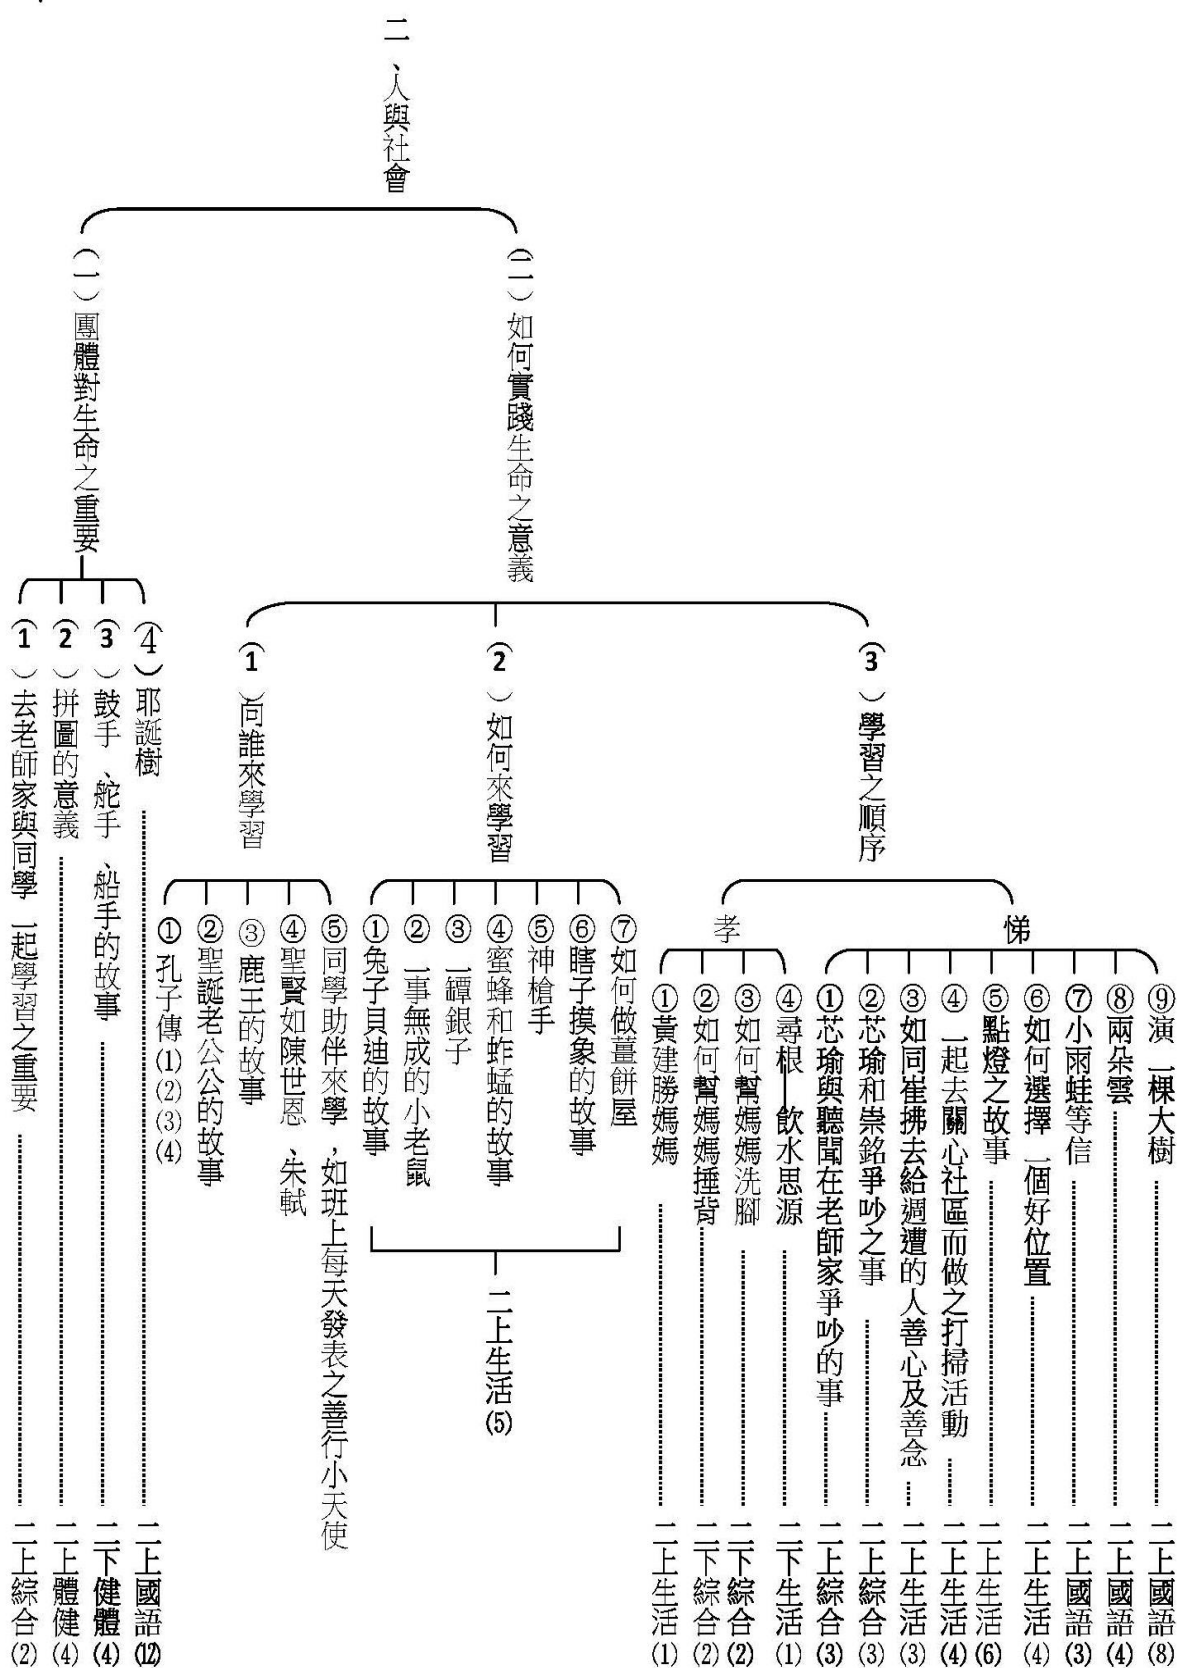 二、人與社會
(一)團體對生命之重要
(1)去老師家與同學一起學習之重要
二上綜合(2)
(2)拼圖的意義
二上體健(4)
(3)鼓手、舵手、船手的故事
二下健體(4)
(4)耶誕樹
二上國語(12)
(二)如何實踐生命之意義
(1)向誰來學習
①孔子傳(1)(2)(3)(4)
②聖誕老公公的故事
③鹿王的故事
④聖賢如陳世恩、朱軾
⑤同學助伴來學,如班上每天發表之善行小天使
(2)如何來學習
①兔子貝迪的故事
②一事無成的小老鼠
③一罈銀子
④蜜蜂和蚱蜢的故事
⑤神槍手
⑥瞎子摸象的故事
⑦如何做薑餅屋
二上生活(5)
(3)學習之順序
孝
①黃建勝媽媽
二上生活(1)
②如何幫媽媽捶背
二下綜合(2)
③如何幫媽媽洗腳
二下綜合(2)
④尋根—飲水思源
二下生活(1)
悌
①芯瑜與聽聞在老師家爭吵的事
二上綜合(3)
②芯瑜和崇銘爭吵之事
二上綜合(3)
③如同崔拂去給週遭的人善心及善念
二上生活(3)
④一起去關心社區而做之打掃活動
二上生活(4)
⑤點燈之故事
二上生活(6)
⑥如何選擇一個好位置
二上生活(4)
⑦小雨蛙等信
二上國語(3)
⑧兩朵雲
二上國語(4)
⑨演一棵大樹
二上國語(8)